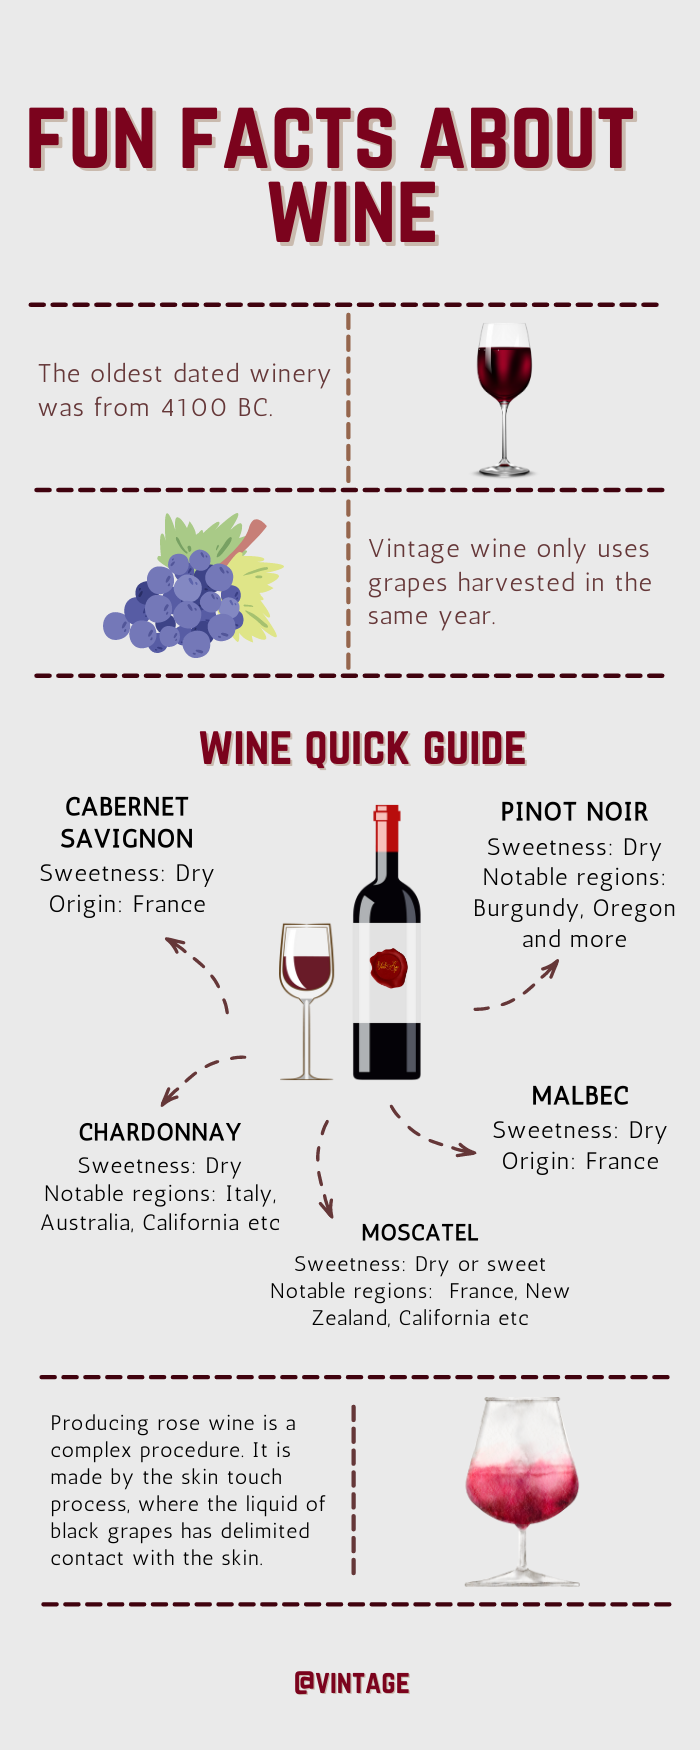 FUN FACTS ABOUT
WINE
The oldest dated winery
was from 4100 BC.
Vintage wine only uses
grapes harvested in the
same year.
WINE QUICK GUIDE
CABERNET
SAVIGNON
Sweetness: Dry
Origin: France
PINOT NOIR
Sweetness: Dry
Notable regions:
Burgundy, Oregon
and more
CHARDONNAY
Sweetness: Dry
Notable regions: Italy,
Australia, California etc
MALBEC
Sweetness: Dry
Origin: France
MOSCATEL
Sweetness: Dry or sweet
Notable regions: France, New
Zealand, California etc
Producing rose wine is a
complex procedure. It is
made by the skin touch
process, where the liquid of
black grapes has delimited
contact with the skin.
@VINTAGE